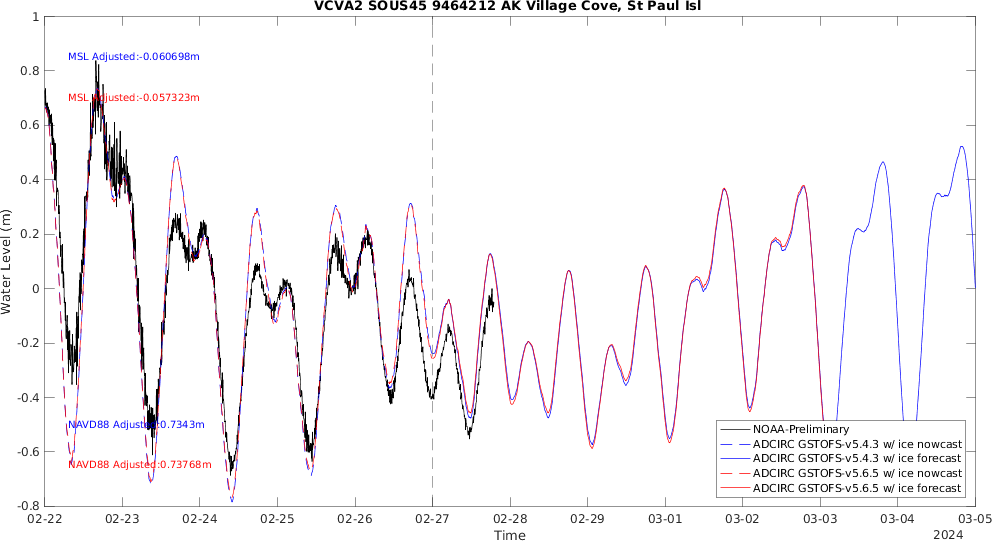 VCVA2 SOUS45 9464212 AK Village Cove, St Paul Isl
1
0.8
0.6
0.4
0.2
0
-0.2
-0.4
-0.6
-0.8
Water Level (m)
MSL Adjusted:-0.060698m
MSL Adjusted:-0.057323m
NAVD88 Adjusted:0.7343m
NAVD88 Adjusted:0.73768m
NOAA-Preliminary
ADCIRC GSTOFS-v5.4.3 w/ ice nowcast
ADCIRC GSTOFS-v5.4.3 w/ ice forecast
ADCIRC GSTOFS-v5.6.5 w/ ice nowcast
ADCIRC GSTOFS-v5.6.5 w/ ice forecast
02-22 02-23 02-24 02-25 02-26 02-27 02-28 02-29 03-01 03-02 03-03 03-04 03-05
Time
2024